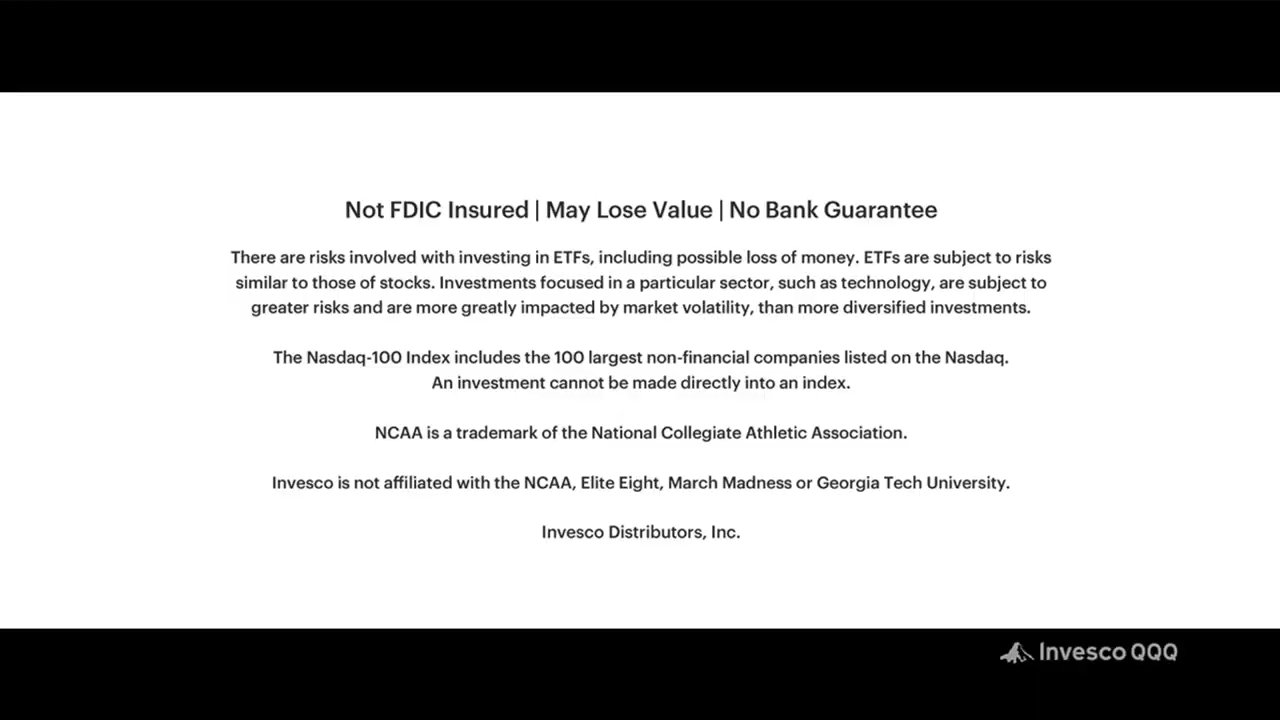 Not FDIC Insured | May Lose Value | No Bank Guarantee
There are risks involved with investing in ETFs, including possible loss of money. ETFs are subject to risks
similar to those of stocks. Investments focused in a particular sector, such as technology, are subject to
greater risks and are more greatly impacted by market volatility, than more diversified investments.
The Nasdaq-100 Index includes the 100 largest non-financial companies listed on the Nasdaq.
An investment cannot be made directly into an index.
NCAA is a trademark of the National Collegiate Athletic Association.
Invesco is not affiliated with the NCAA, Elite Eight, March Madness or Georgia Tech University.
Invesco Distributors, Inc.
Invesco QQQ